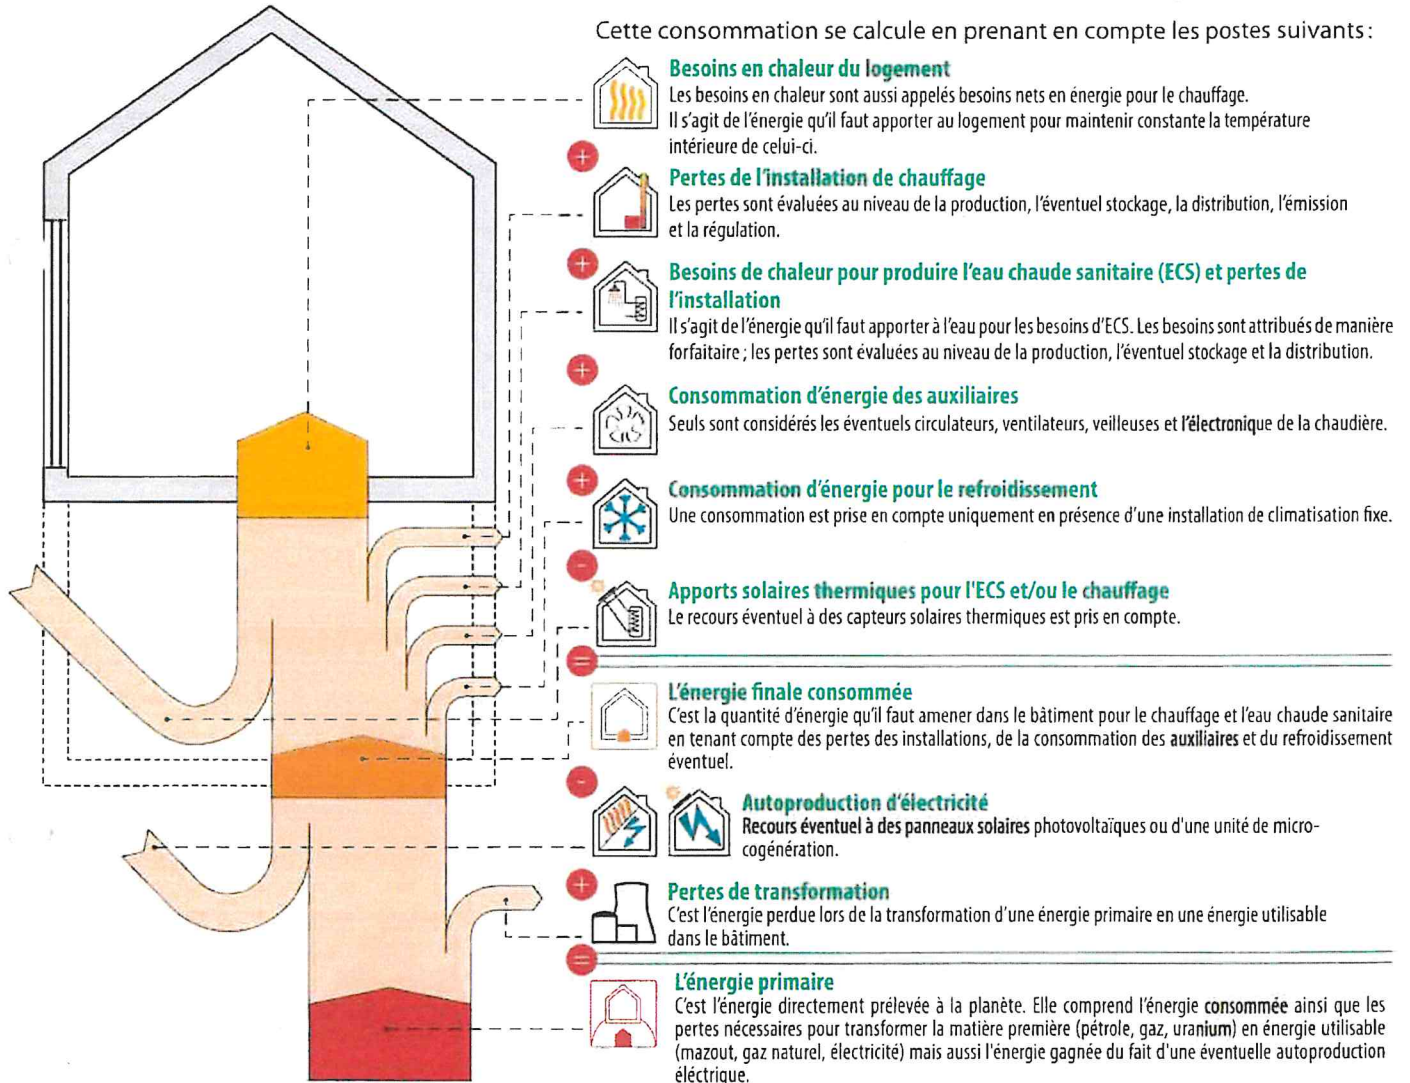 Cette consommation se calcule en prenant en compte les postes suivants :
Besoins en chaleur du logement
Les besoins en chaleur sont aussi appelés besoins nets en énergie pour le chauffage.
Il s'agit de l'énergie qu'il faut apporter au logement pour maintenir constante la température
intérieure de celui-ci.
+
Pertes de l'installation de chauffage
Les pertes sont évaluées au niveau de la production, l'éventuel stockage, la distribution, l'émission
et la régulation.
+
Besoins de chaleur pour produire l'eau chaude sanitaire (ECS) et pertes de
l'installation
Il s'agit de l'énergie qu'il faut apporter à l'eau pour les besoins d'ECS. Les besoins sont attribués de manière
forfaitaire ; les pertes sont évaluées au niveau de la production, l'éventuel stockage et la distribution.
+
Consommation d'énergie des auxiliaires
Seuls sont considérés les éventuels circulateurs, ventilateurs, veilleuses et l'électronique de la chaudière.
+
Consommation d'énergie pour le refroidissement
Une consommation est prise en compte uniquement en présence d'une installation de climatisation fixe.
-
Apports solaires thermiques pour l'ECS et/ou le chauffage
Le recours éventuel à des capteurs solaires thermiques est pris en compte.
=
L'énergie finale consommée
C'est la quantité d'énergie qu'il faut amener dans le bâtiment pour le chauffage et l'eau chaude sanitaire
en tenant compte des pertes des installations, de la consommation des auxiliaires et du refroidissement
éventuel.
-
Autoproduction d'électricité
Recours éventuel à des panneaux solaires photovoltaïques ou d'une unité de micro-
cogénération.
+
Pertes de transformation
C'est l'énergie perdue lors de la transformation d'une énergie primaire en une énergie utilisable
dans le bâtiment.
=
L'énergie primaire
C'est l'énergie directement prélevée à la planète. Elle comprend l'énergie consommée ainsi que les
pertes nécessaires pour transformer la matière première (pétrole, gaz, uranium) en énergie utilisable
(mazout, gaz naturel, électricité) mais aussi l'énergie gagnée du fait d'une éventuelle autoproduction
éléctrique.